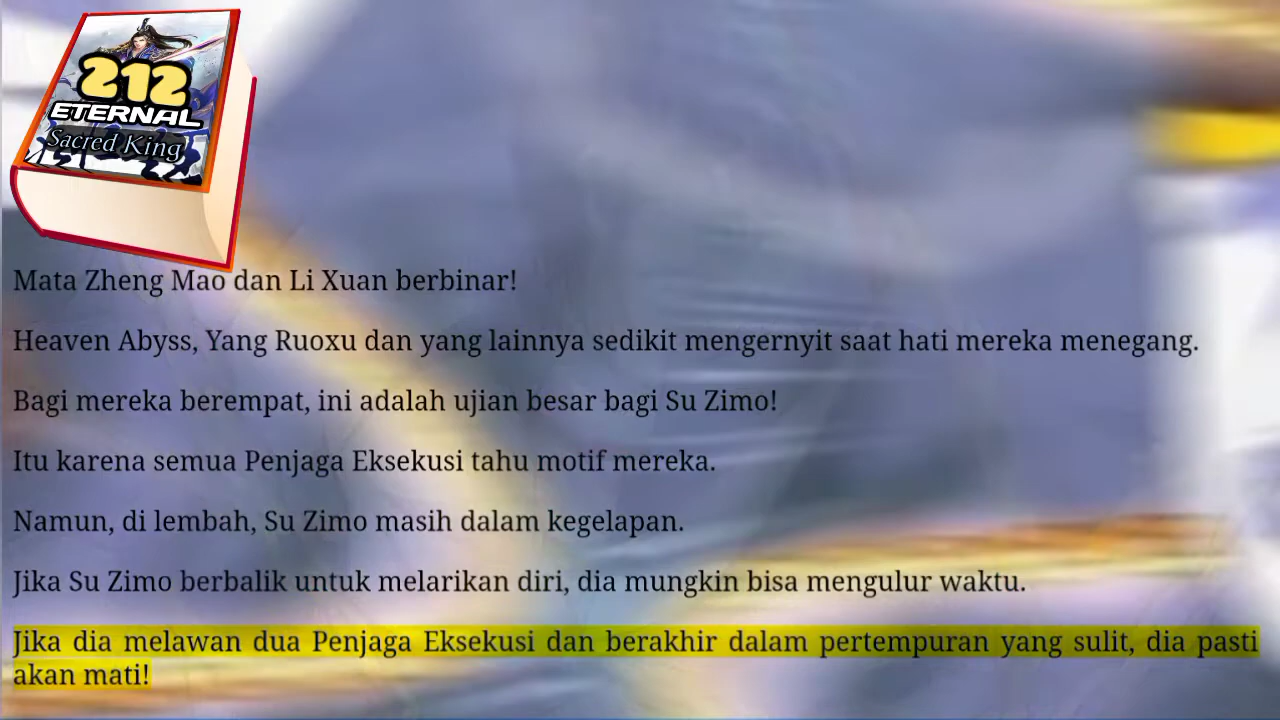 212
ETERNAL
Sacred King
Mata Zheng Mao dan Li Xuan berbinar!
Heaven Abyss, Yang Ruoxu dan yang lainnya sedikit mengernyit saat hati mereka menegang.
Bagi mereka berempat, ini adalah ujian besar bagi Su Zimo!
Itu karena semua Penjaga Eksekusi tahu motif mereka.
Namun, di lembah, Su Zimo masih dalam kegelapan.
Jika Su Zimo berbalik untuk melarikan diri, dia mungkin bisa mengulur waktu.
Jika dia melawan dua Penjaga Eksekusi dan berakhir dalam pertempuran yang sulit, dia pasti
akan mati!